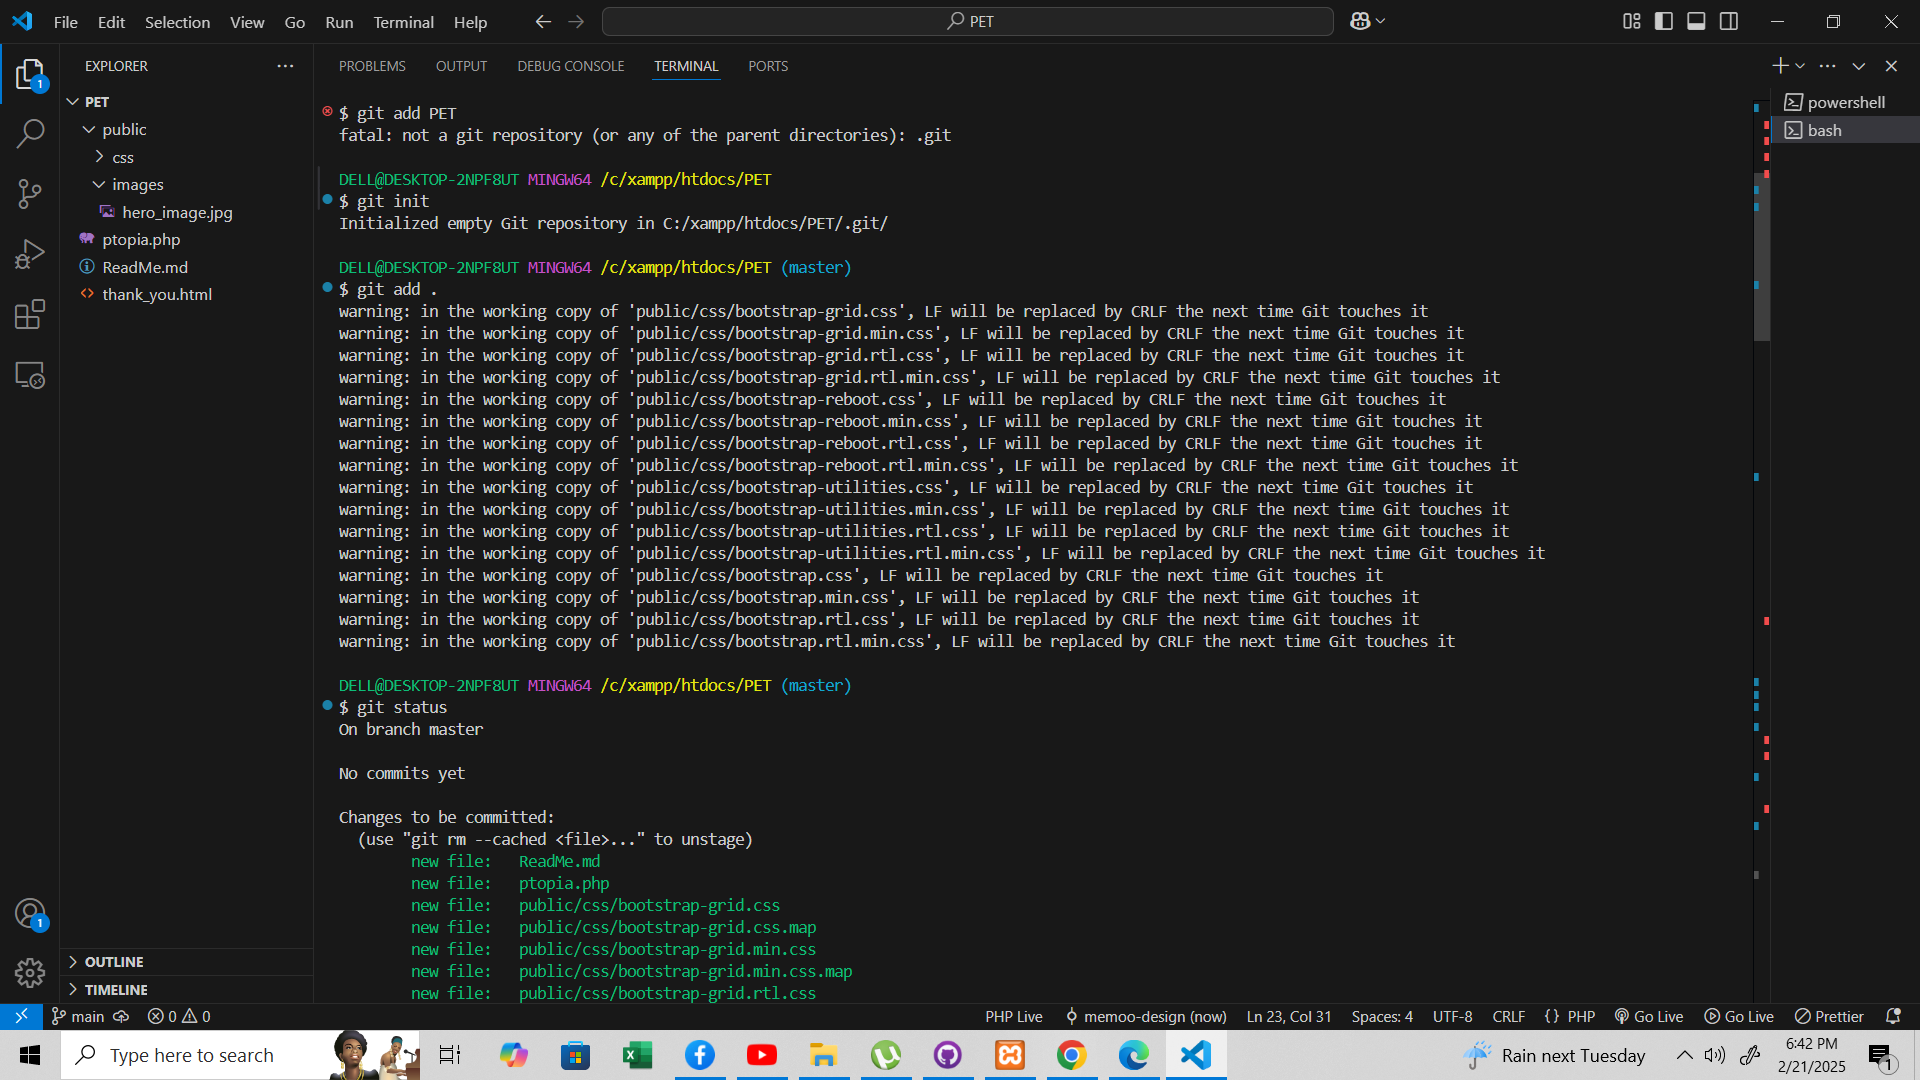 File Edit Selection View Go Run Terminal Help
PET
EXPLORER
PROBLEMS OUTPUT DEBUG CONSOLE TERMINAL PORTS
1
PET
public
css
images
hero_image.jpg
ptopia.php
ReadMe.md
thank_you.html
powershell
bash
$ git add PET
fatal: not a git repository (or any of the parent directories): .git
DELL@DESKTOP-2NPF8UT MINGW64 /c/xampp/htdocs/PET
$ git init
Initialized empty Git repository in C:/xampp/htdocs/PET/.git/
DELL@DESKTOP-2NPF8UT MINGW64 /c/xampp/htdocs/PET (master)
$ git add .
warning: in the working copy of 'public/css/bootstrap-grid.css', LF will be replaced by CRLF the next time Git touches it
warning: in the working copy of 'public/css/bootstrap-grid.min.css', LF will be replaced by CRLF the next time Git touches it
warning: in the working copy of 'public/css/bootstrap-grid.rtl.css', LF will be replaced by CRLF the next time Git touches it
warning: in the working copy of 'public/css/bootstrap-grid.rtl.min.css', LF will be replaced by CRLF the next time Git touches it
warning: in the working copy of 'public/css/bootstrap-reboot.css', LF will be replaced by CRLF the next time Git touches it
warning: in the working copy of 'public/css/bootstrap-reboot.min.css', LF will be replaced by CRLF the next time Git touches it
warning: in the working copy of 'public/css/bootstrap-reboot.rtl.css', LF will be replaced by CRLF the next time Git touches it
warning: in the working copy of 'public/css/bootstrap-reboot.rtl.min.css', LF will be replaced by CRLF the next time Git touches it
warning: in the working copy of 'public/css/bootstrap-utilities.css', LF will be replaced by CRLF the next time Git touches it
warning: in the working copy of 'public/css/bootstrap-utilities.min.css', LF will be replaced by CRLF the next time Git touches it
warning: in the working copy of 'public/css/bootstrap-utilities.rtl.css', LF will be replaced by CRLF the next time Git touches it
warning: in the working copy of 'public/css/bootstrap-utilities.rtl.min.css', LF will be replaced by CRLF the next time Git touches it
warning: in the working copy of 'public/css/bootstrap.css', LF will be replaced by CRLF the next time Git touches it
warning: in the working copy of 'public/css/bootstrap.min.css', LF will be replaced by CRLF the next time Git touches it
warning: in the working copy of 'public/css/bootstrap.rtl.css', LF will be replaced by CRLF the next time Git touches it
warning: in the working copy of 'public/css/bootstrap.rtl.min.css', LF will be replaced by CRLF the next time Git touches it
DELL@DESKTOP-2NPF8UT MINGW64 /c/xampp/htdocs/PET (master)
$ git status
On branch master
No commits yet
Changes to be committed:
(use "git rm --cached <file>..." to unstage)
new file: ReadMe.md
new file: ptopia.php
new file: public/css/bootstrap-grid.css
new file: public/css/bootstrap-grid.css.map
new file: public/css/bootstrap-grid.min.css
new file: public/css/bootstrap-grid.min.css.map
new file: public/css/bootstrap-grid.rtl.css
1
OUTLINE
TIMELINE
main 0 0 PHP Live memoo-design (now) Ln 23, Col 31 Spaces: 4 UTF-8 CRLF {} PHP Go Live Go Live Prettier
Type here to search
Rain next Tuesday
6:42 PM
2/21/2025
1